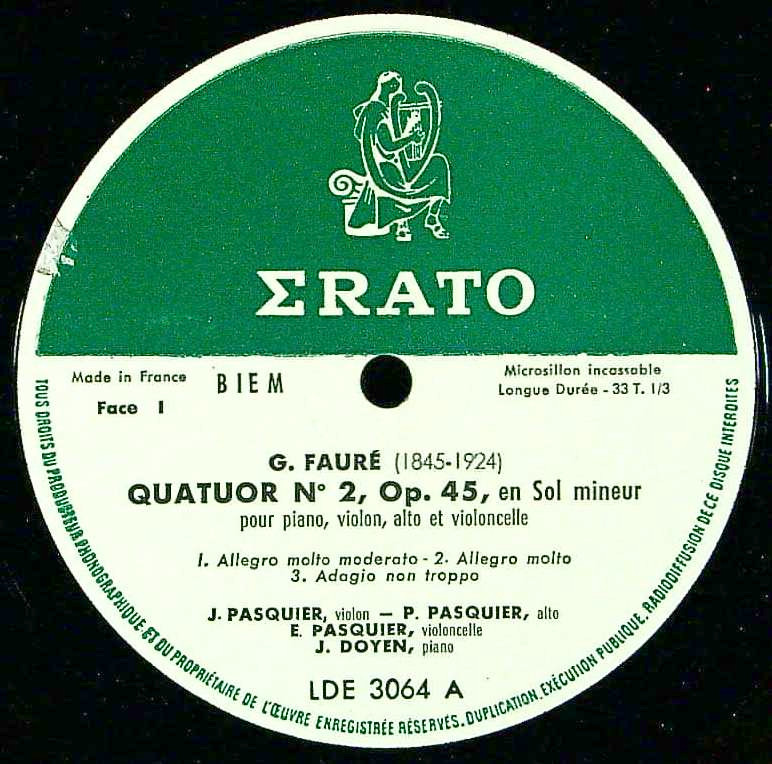 ΣRATO
Made in France
BIEM
Microsillon incassable
Longue Durée - 33 T. 1/3
Face 1
G. FAURÉ (1845-1924)
QUATUOR N° 2, Op. 45, en Sol mineur
pour piano, violon, alto et violoncelle
1. Allegro molto moderato - 2. Allegro molto
3. Adagio non troppo
J. PASQUIER, violon — P. PASQUIER, alto
E. PASQUIER, violoncelle
J. DOYEN, piano
LDE 3064 A
TOUS DROITS DU PRODUCTEUR PHONOGRAPHIQUE ET DU PROPRIÉTAIRE DE L'ŒUVRE ENREGISTRÉE RÉSERVÉS. DUPLICATION, EXÉCUTION PUBLIQUE, RADIODIFFUSION DE CE DISQUE INTERDITES